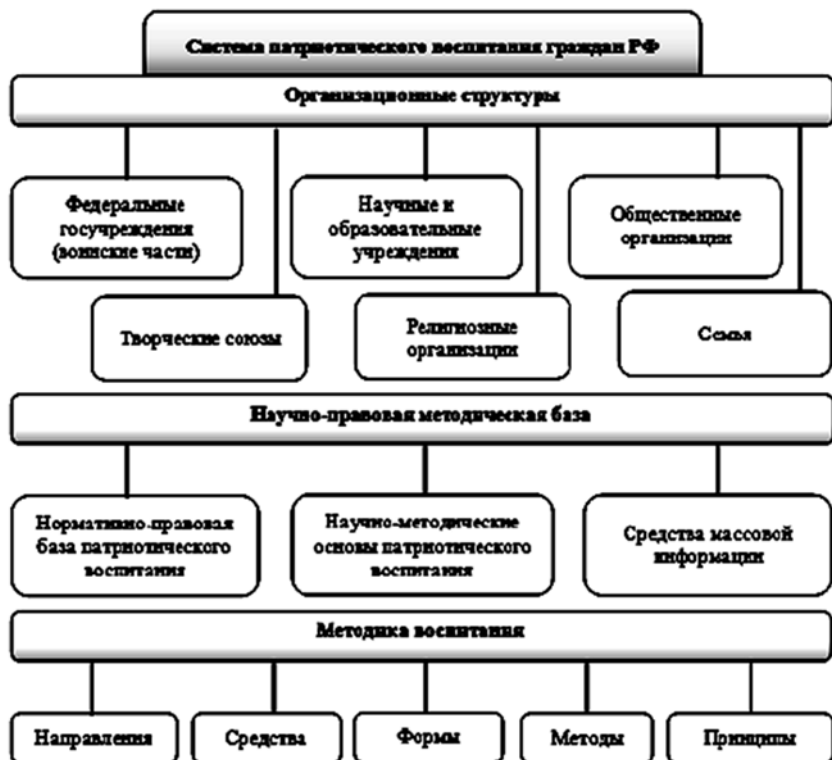 Система патриотического воспитания граждан РФ
Организационные структуры
Федеральные
госучреждения
(воинские части)
Научные и
образовательные
учреждения
Общественные
организации
Творческие союзы
Религиозные
организации
Семья
Научно-правовая методическая база
Нормативно-правовая
база патриотического
воспитания
Научно-методические
основы патриотического
воспитания
Средства массовой
информации
Методика воспитания
Направления
Средства
Формы
Методы
Принципы